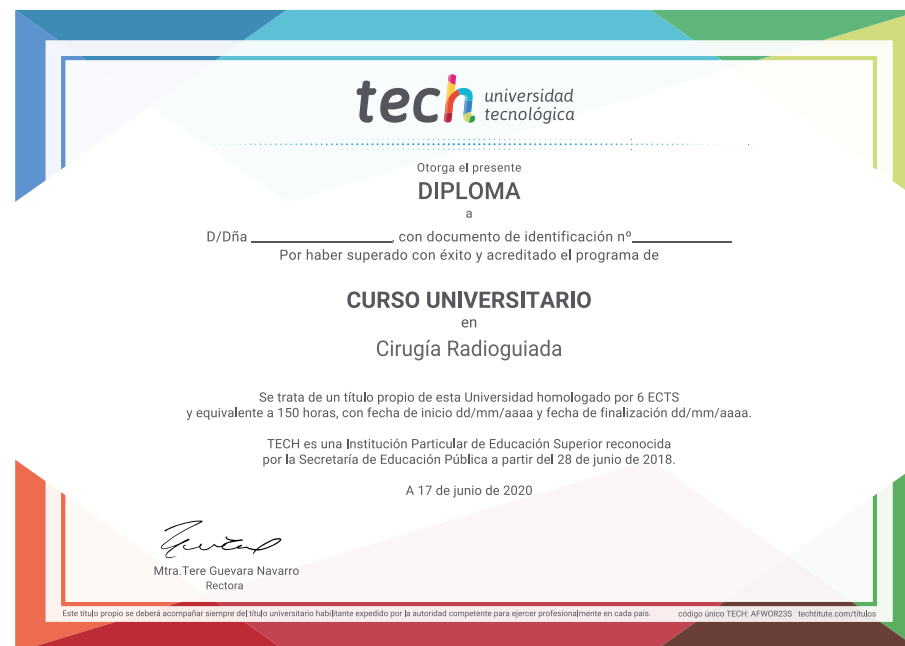 tech universidad
tecnológica
Otorga el presente
DIPLOMA
a
D/Dña ____________________, con documento de identificación nº______________
Por haber superado con éxito y acreditado el programa de
CURSO UNIVERSITARIO
en
Cirugía Radioguiada
Se trata de un título propio de esta Universidad homologado por 6 ECTS
y equivalente a 150 horas, con fecha de inicio dd/mm/aaaa y fecha de finalización dd/mm/aaaa.
TECH es una Institución Particular de Educación Superior reconocida
por la Secretaría de Educación Pública a partir del 28 de junio de 2018.
A 17 de junio de 2020
Mtra.Tere Guevara Navarro
Rectora
Este título propio se deberá acompañar siempre del título universitario habilitante expedido por la autoridad competente para ejercer profesionalmente en cada país. código único TECH: AFWOR23S techtitute.com/titulos